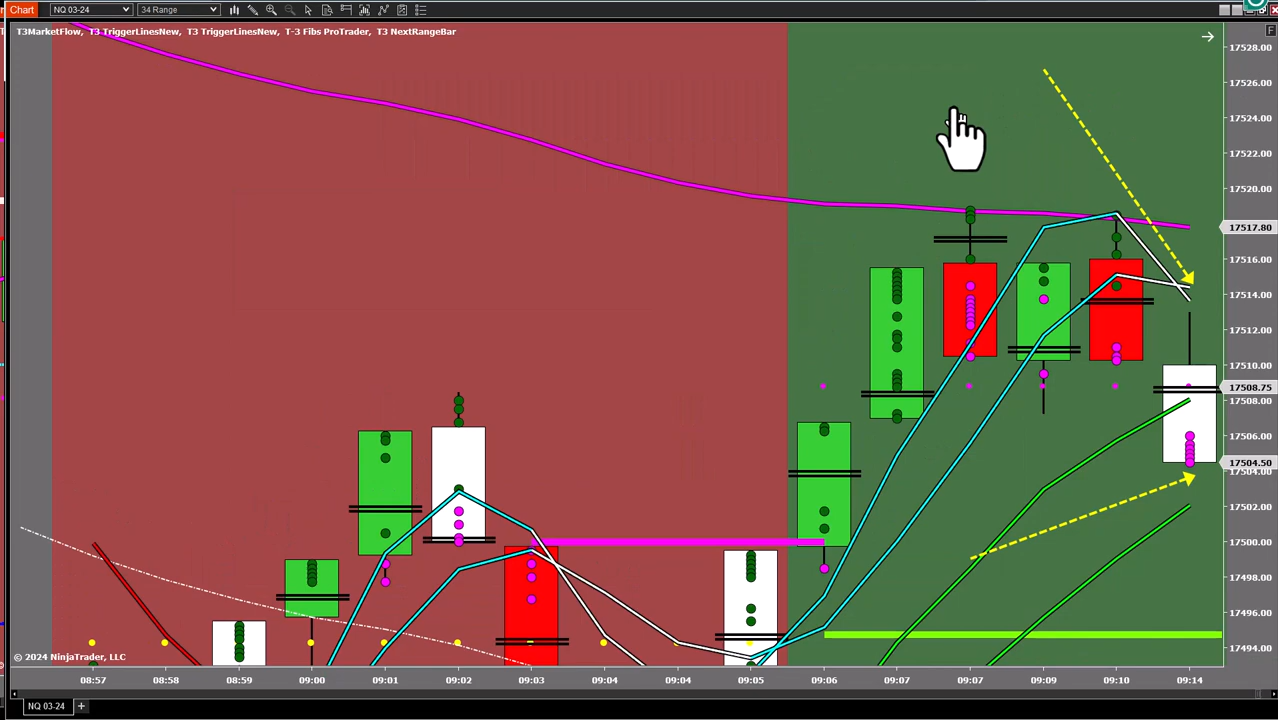 Chart
NQ 03-24
34 Range
T3MarketFlow, T3 TriggerLinesNew, T3 TriggerLinesNew, T-3 Fibs ProTrader, T3 NextRangeBar
F
17528.00
17526.00
17524.00
17522.00
17520.00
17517.80
17516.00
17514.00
17512.00
17510.00
17508.75
17508.00
17506.00
17504.50
17504.00
17502.00
17500.00
17498.00
17496.00
17494.00
© 2024 NinjaTrader, LLC
08:57 08:58 08:59 09:00 09:01 09:02 09:03 09:04 09:04 09:05 09:06 09:07 09:07 09:09 09:10 09:14
NQ 03-24 +